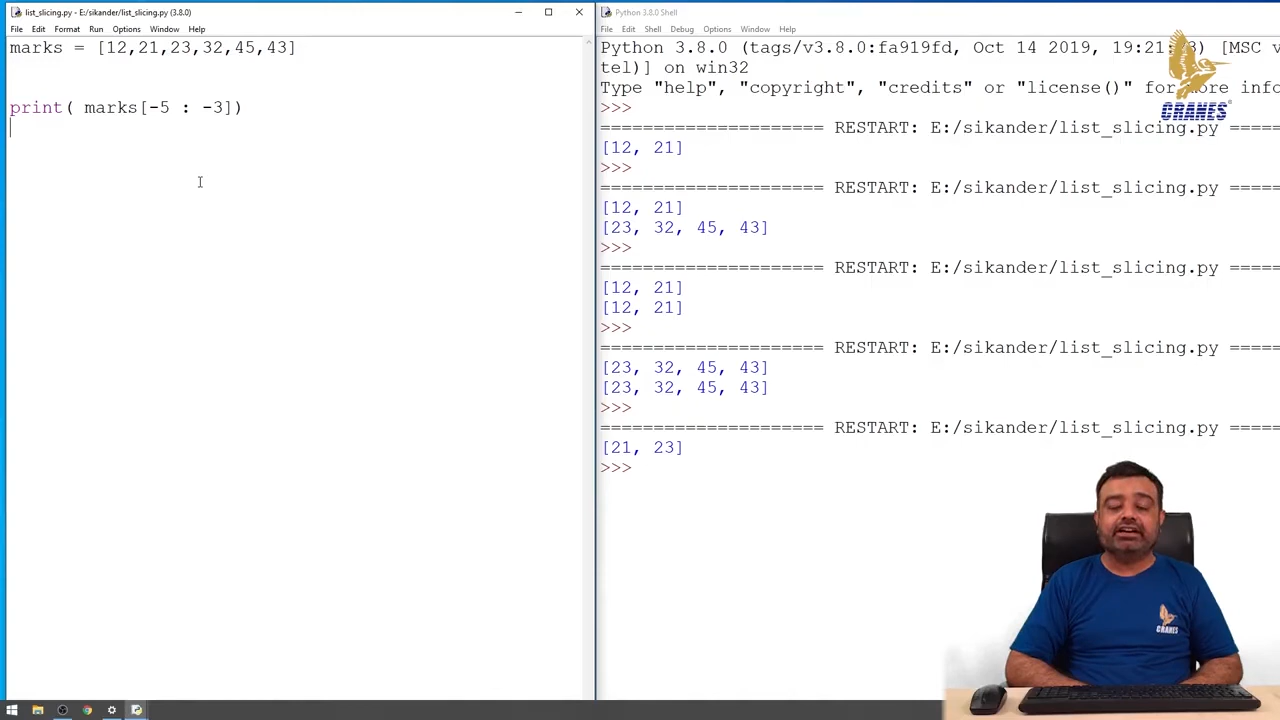 list_slicing.py - E:/sikander/list_slicing.py (3.8.0)
File Edit Format Run Options Window Help
marks = [12,21,23,32,45,43]
print( marks[-5 : -3])
Python 3.8.0 Shell
File Edit Shell Debug Options Window Help
Python 3.8.0 (tags/v3.8.0:fa919fd, Oct 14 2019, 19:21 3) [MSC v
tel)] on win32
Type "help", "copyright", "credits" or "license()" for more info
>>>
===================== RESTART: E:/sikander/list_slicing.py =====
[12, 21]
>>>
===================== RESTART: E:/sikander/list_slicing.py =====
[12, 21]
[23, 32, 45, 43]
>>>
===================== RESTART: E:/sikander/list_slicing.py =====
[12, 21]
[12, 21]
>>>
===================== RESTART: E:/sikander/list_slicing.py =====
[23, 32, 45, 43]
[23, 32, 45, 43]
>>>
===================== RESTART: E:/sikander/list_slicing.py =====
[21, 23]
>>>
CRANES
CRANES